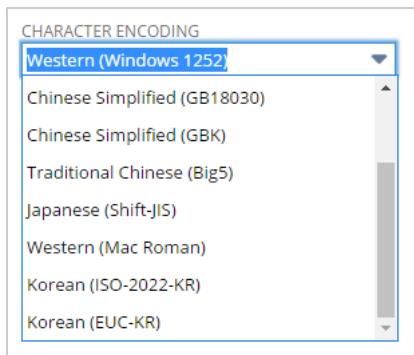 CHARACTER ENCODING
Western (Windows 1252)
Chinese Simplified (GB18030)
Chinese Simplified (GBK)
Traditional Chinese (Big5)
Japanese (Shift-JIS)
Western (Mac Roman)
Korean (ISO-2022-KR)
Korean (EUC-KR)